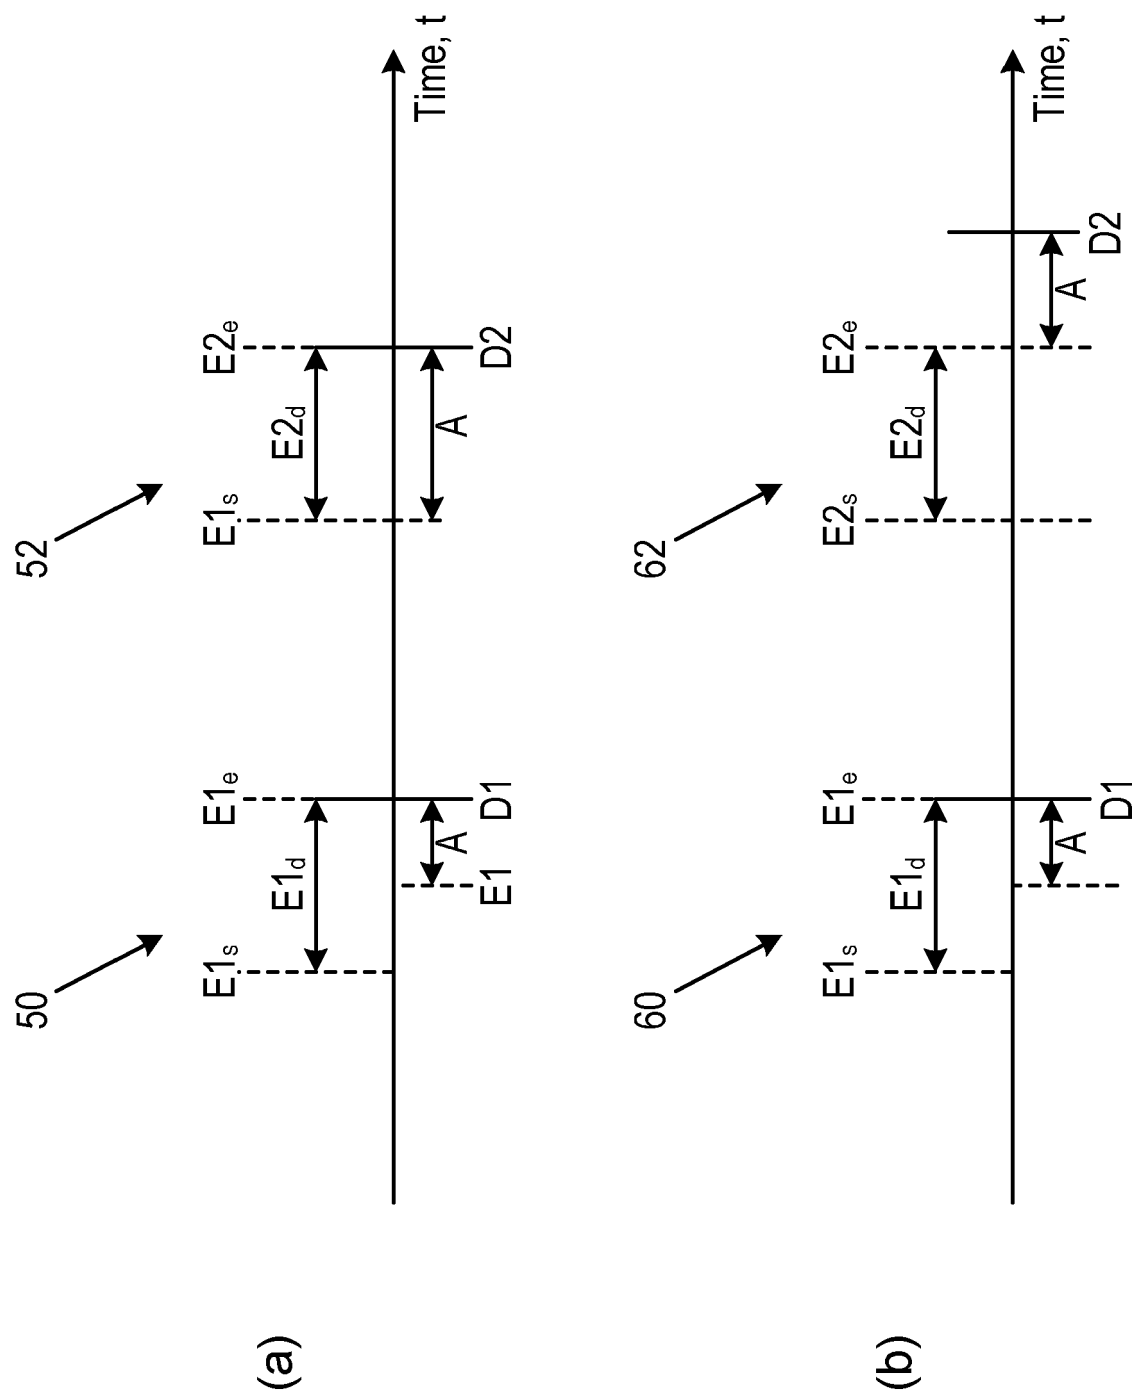 (a)
50
52
E1s
E1e
E1s
E2e
E1d
E2d
A
A
E1
D1
D2
Time, t
(b)
60
62
E1s
E1e
E2s
E2e
E1d
E2d
A
A
D1
D2
Time, t